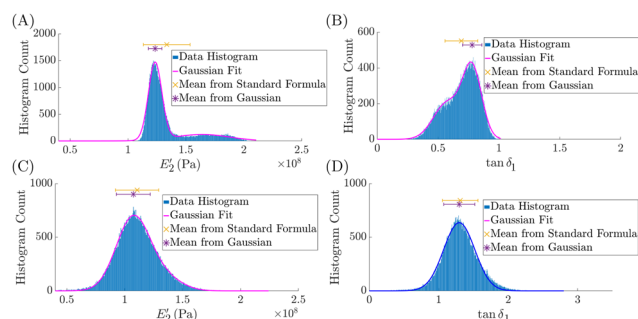 (A)
2000
1500
1000
500
0
Histogram Count
Data Histogram
Gaussian Fit
Mean from Standard Formula
Mean from Gaussian
0.5
1
1.5
2
2.5
E′₂ (Pa)
×10⁸
(B)
600
400
200
0
Histogram Count
Data Histogram
Gaussian Fit
Mean from Standard Formula
Mean from Gaussian
0
1
2
tan δ₁
(C)
1000
500
0
Histogram Count
Data Histogram
Gaussian Fit
Mean from Standard Formula
Mean from Gaussian
0.5
1
1.5
2
2.5
E′₂ (Pa)
×10⁸
(D)
1000
500
0
Histogram Count
Data Histogram
Gaussian Fit
Mean from Standard Formula
Mean from Gaussian
0
1
2
3
tan δ₁